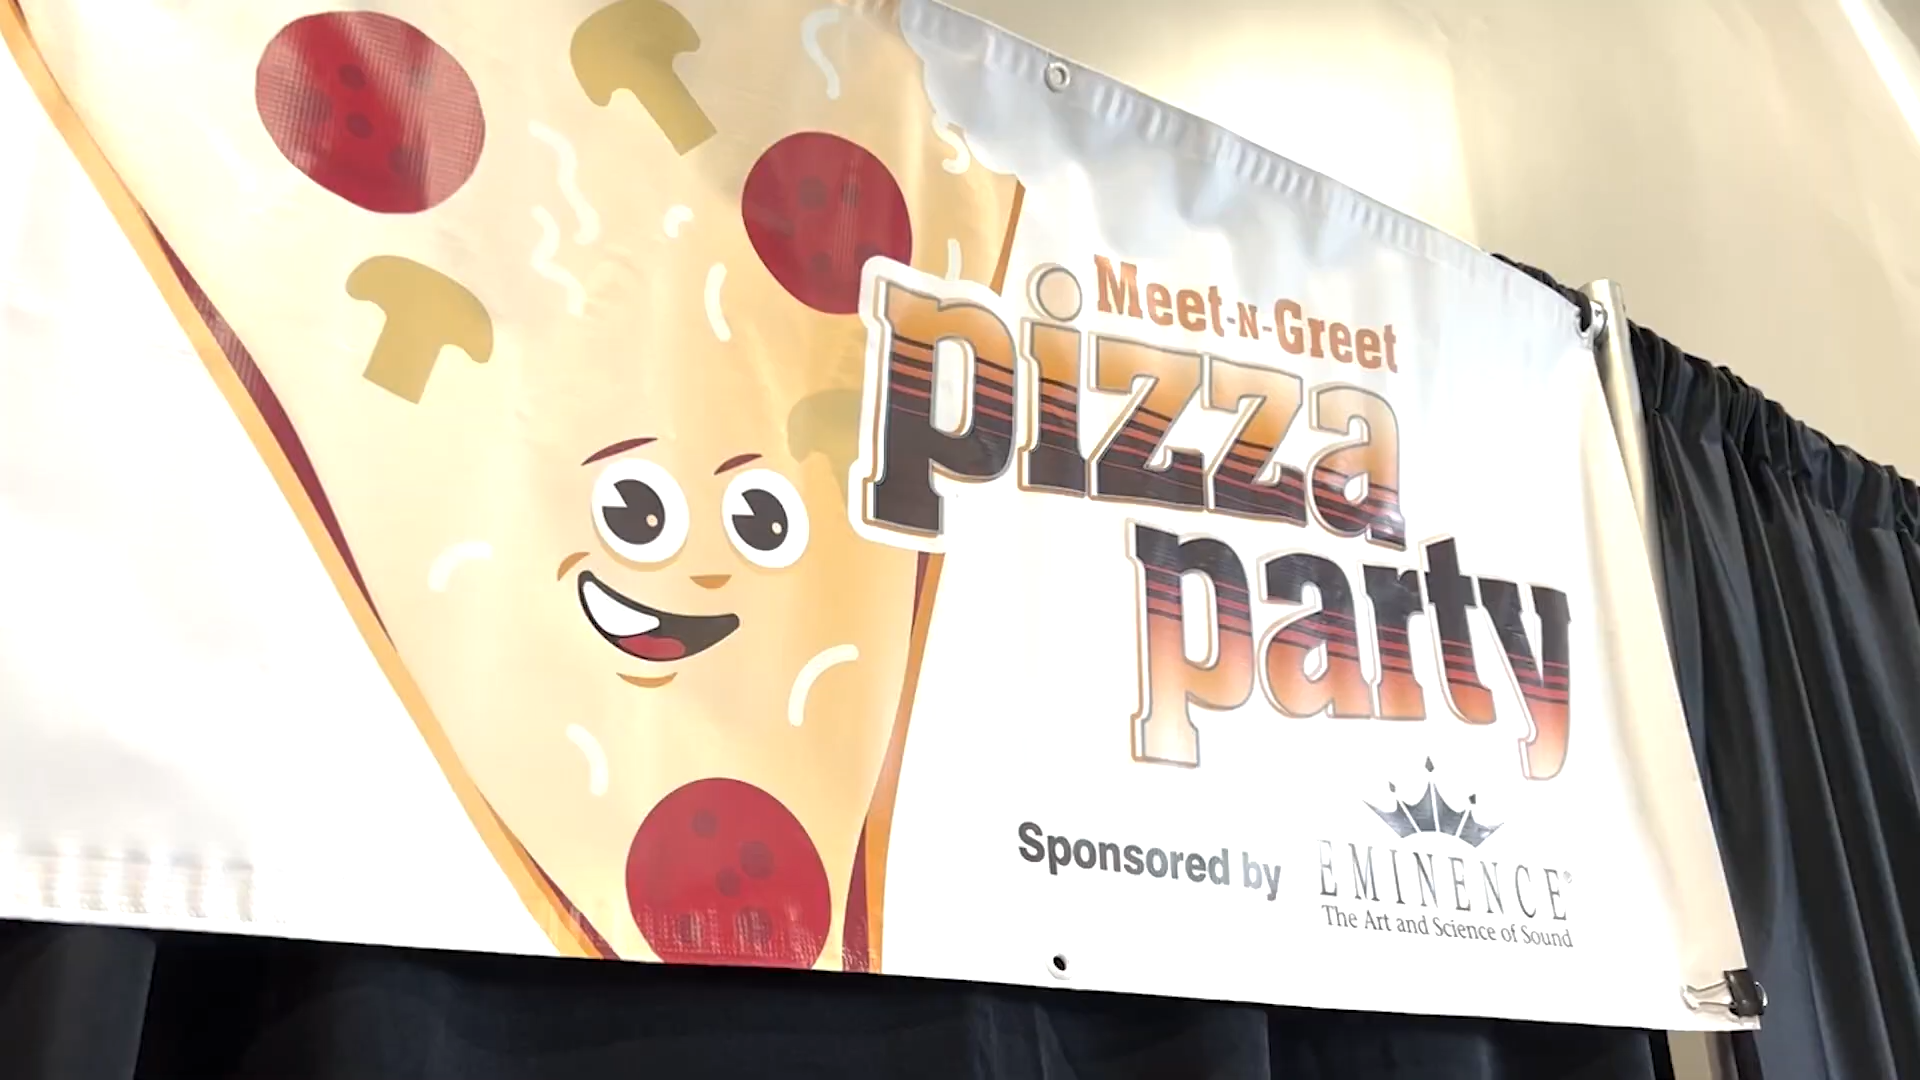 Meet-N-Greet
pizza
party
Sponsored by
EMINENCE®
The Art and Science of Sound